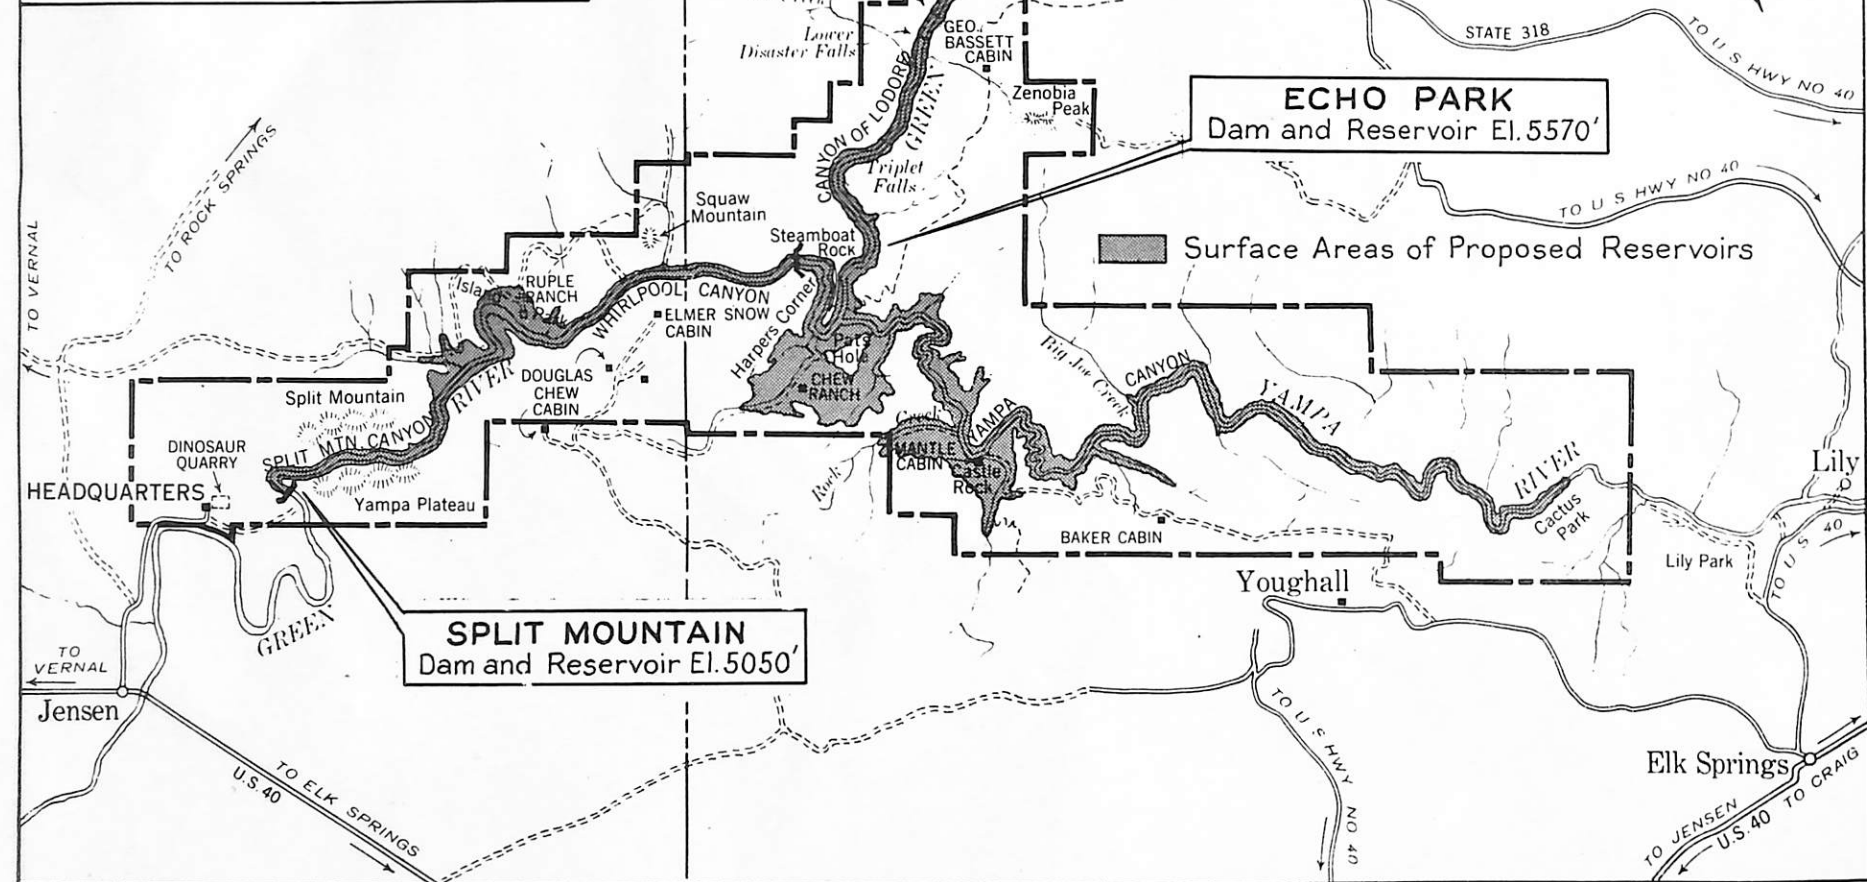 Lower
Disaster Falls
GEO.
BASSETT
CABIN
STATE 318
TO U S HWY NO 40
Zenobia
Peak
ECHO PARK
Dam and Reservoir El. 5570'
CANYON OF LODORE
GREEN
Triplet
Falls
TO ROCK SPRINGS
TO VERNAL
Squaw
Mountain
Steamboat
Rock
TO U S HWY NO 40
Surface Areas of Proposed Reservoirs
Island
Park
RUPLE
RANCH
WHIRLPOOL CANYON
ELMER SNOW
CABIN
Harpers Corner
Pats
Hole
CHEW
RANCH
Big Joe Creek
CANYON
YAMPA
RIVER
DOUGLAS
CHEW
CABIN
Split Mountain
RIVER
SPLIT MTN. CANYON
DINOSAUR
QUARRY
HEADQUARTERS
Yampa Plateau
Rock
Creek
MANTLE
CABIN
YAMPA
Castle
Rock
Cactus
Park
Lily
BAKER CABIN
Lily Park
TO U S 40
Youghall
GREEN
SPLIT MOUNTAIN
Dam and Reservoir El. 5050'
TO
VERNAL
Jensen
TO ELK SPRINGS
U.S. 40
TO U S HWY NO 40
Elk Springs
TO JENSEN
U.S. 40 TO CRAIG